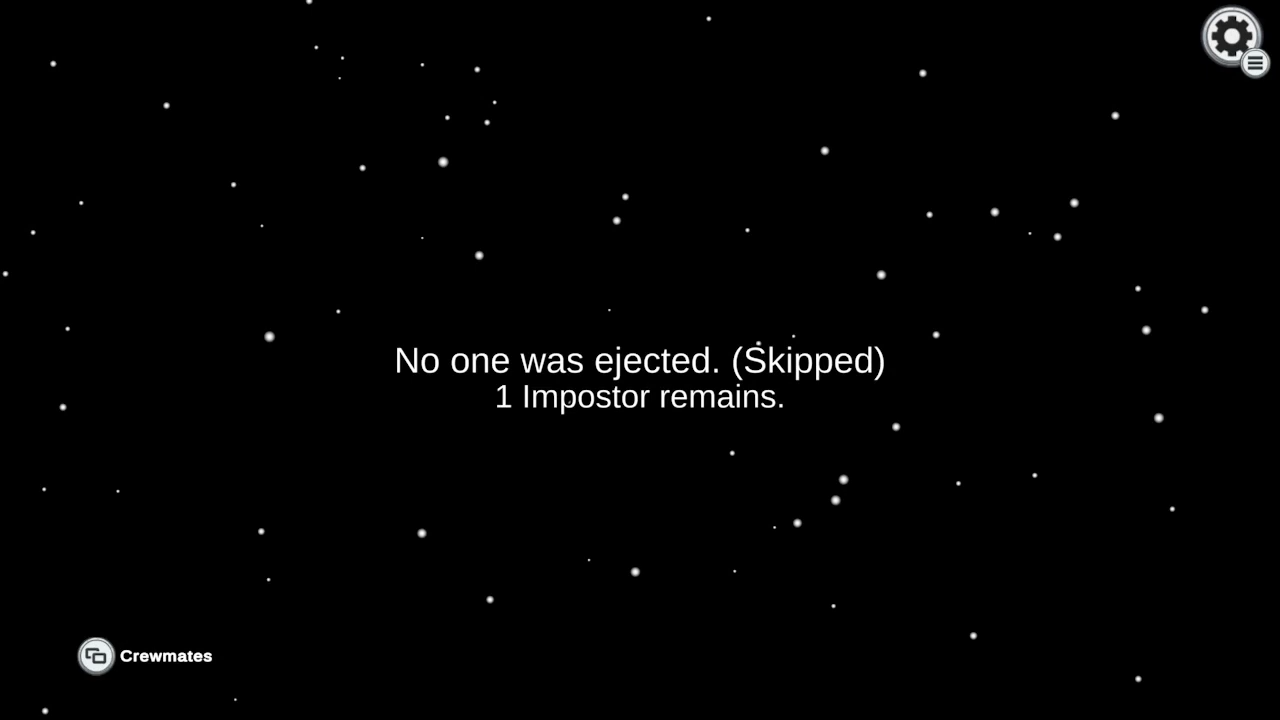 No one was ejected. (Skipped)
1 Impostor remains.
Crewmates